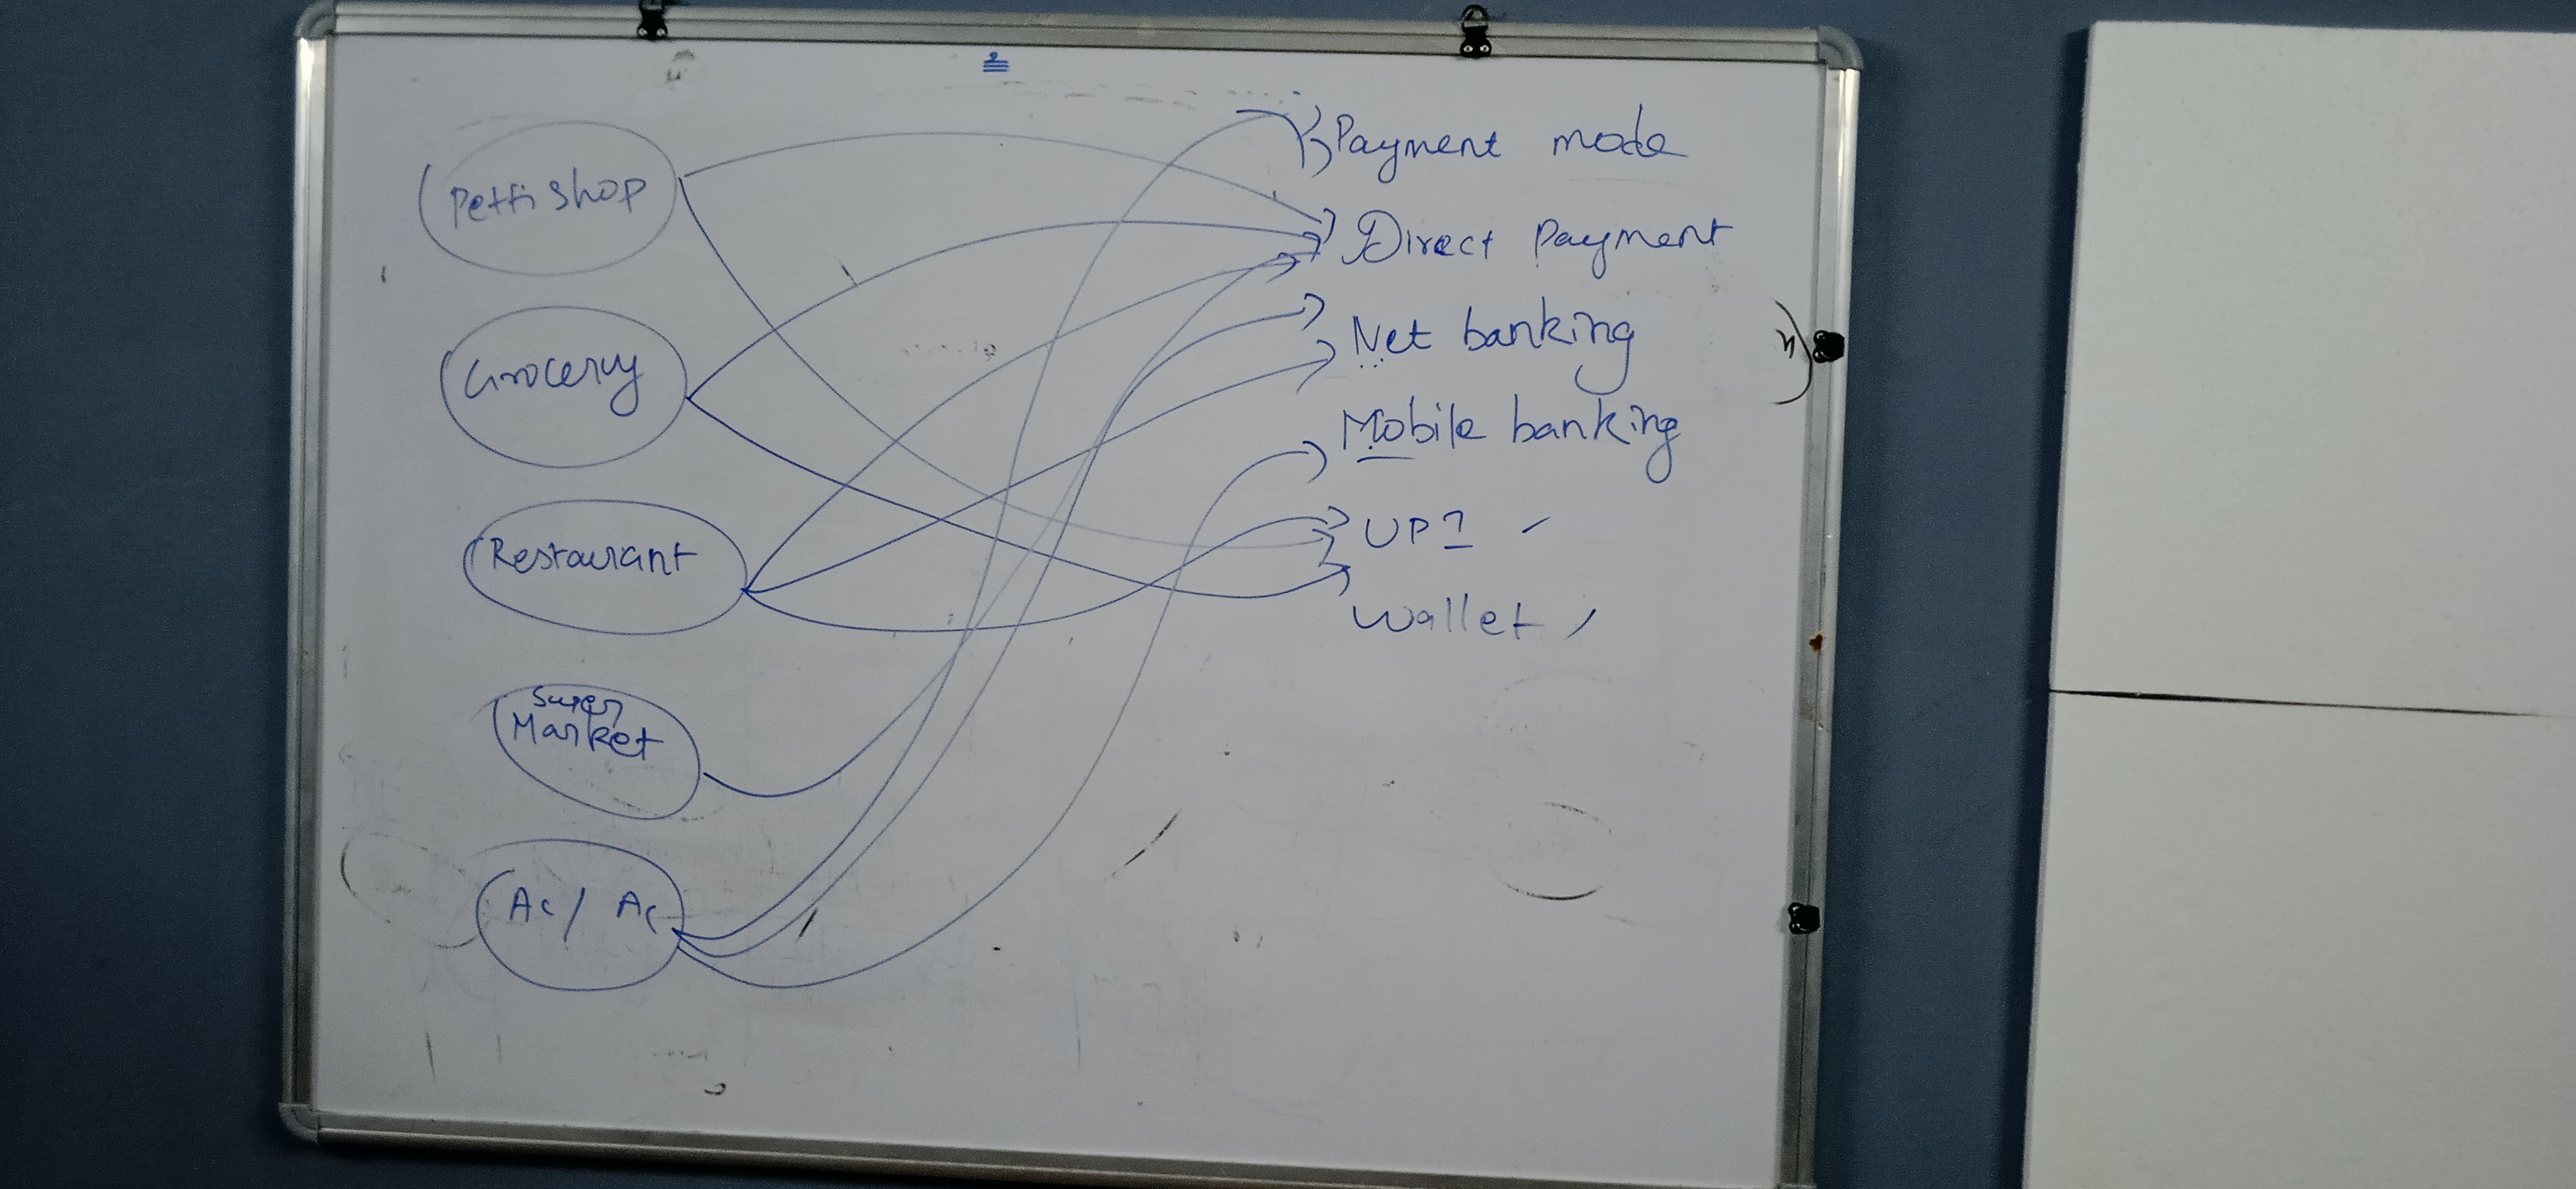 Petti shop
Grocery
Restaurant
Super
Market
Ac / Ac
Payment mode
Direct Payment
Net banking
Mobile banking
UPI
Wallet